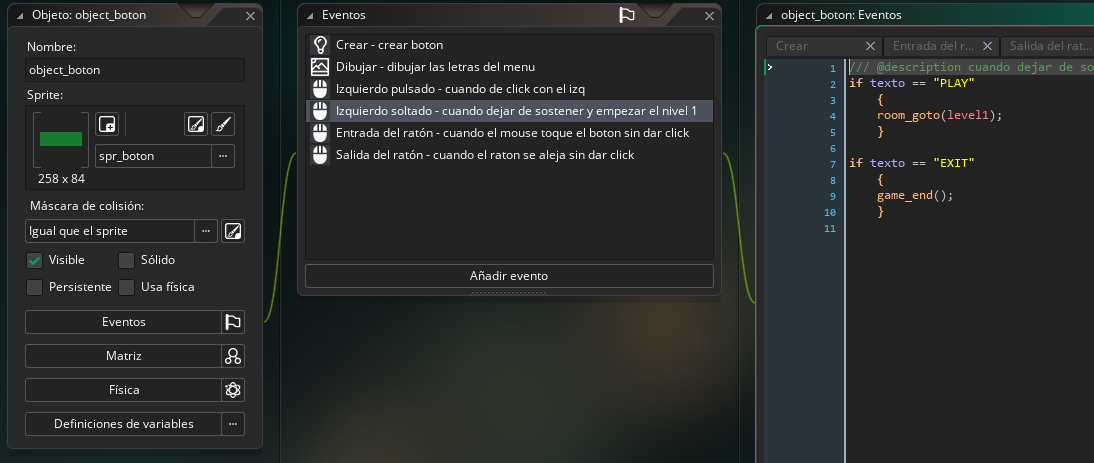 Objeto: object_boton
Nombre:
object_boton
Sprite:
spr_boton
...
258 x 84
Máscara de colisión:
Igual que el sprite
...
Visible
Sólido
Persistente
Usa física
Eventos
Matriz
Física
Definiciones de variables
...
Eventos
Crear - crear boton
Dibujar - dibujar las letras del menu
Izquierdo pulsado - cuando de click con el izq
Izquierdo soltado - cuando dejar de sostener y empezar el nivel 1
Entrada del ratón - cuando el mouse toque el boton sin dar click
Salida del ratón - cuando el raton se aleja sin dar click
Añadir evento
object_boton: Eventos
Crear
Entrada del r...
Salida del rat...
1 /// @description cuando dejar de so
2 if texto == "PLAY"
3 {
4 room_goto(level1);
5 }
6
7 if texto == "EXIT"
8 {
9 game_end();
10 }
11